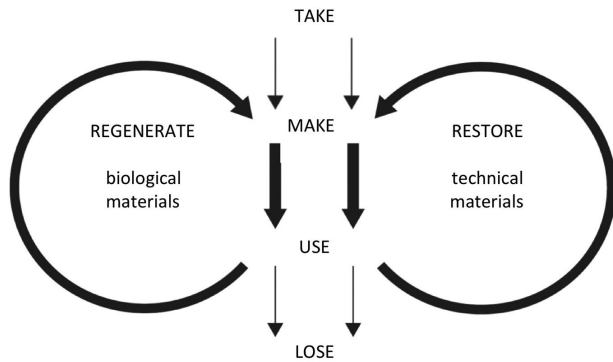 TAKE
MAKE
REGENERATE
biological
materials
RESTORE
technical
materials
USE
LOSE